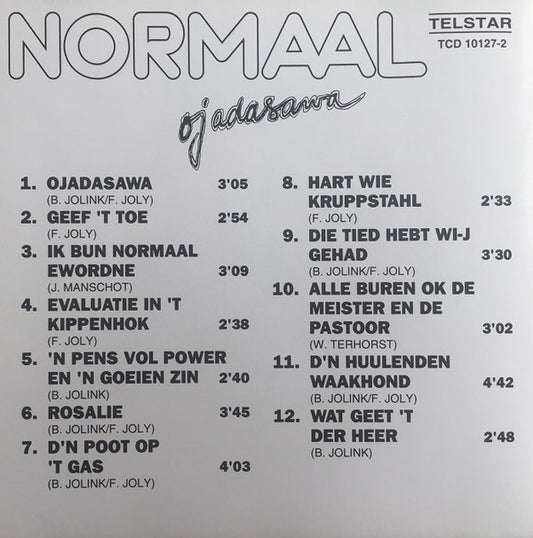 NORMAAL
TELSTAR
TCD 10127-2
ojadasawa
1. OJADASAWA 3'05
(B. JOLINK/F. JOLY)
2. GEEF 'T TOE 2'54
(F. JOLY)
3. IK BUN NORMAAL
EWORDNE 3'09
(J. MANSCHOT)
4. EVALUATIE IN 'T
KIPPENHOK 2'38
(F. JOLY)
5. 'N PENS VOL POWER
EN 'N GOEIEN ZIN 2'40
(B. JOLINK)
6. ROSALIE 3'45
(B. JOLINK/F. JOLY)
7. D'N POOT OP
'T GAS 4'03
(B. JOLINK/F. JOLY)
8. HART WIE
KRUPPSTAHL 2'33
(F. JOLY)
9. DIE TIED HEBT WI-J
GEHAD 3'30
(B. JOLINK/F. JOLY)
10. ALLE BUREN OK DE
MEISTER EN DE
PASTOOR 3'02
(W. TERHORST)
11. D'N HUULENDEN
WAAKHOND 4'42
(B. JOLINK/F. JOLY)
12. WAT GEET 'T
DER HEER 2'48
(B. JOLINK)